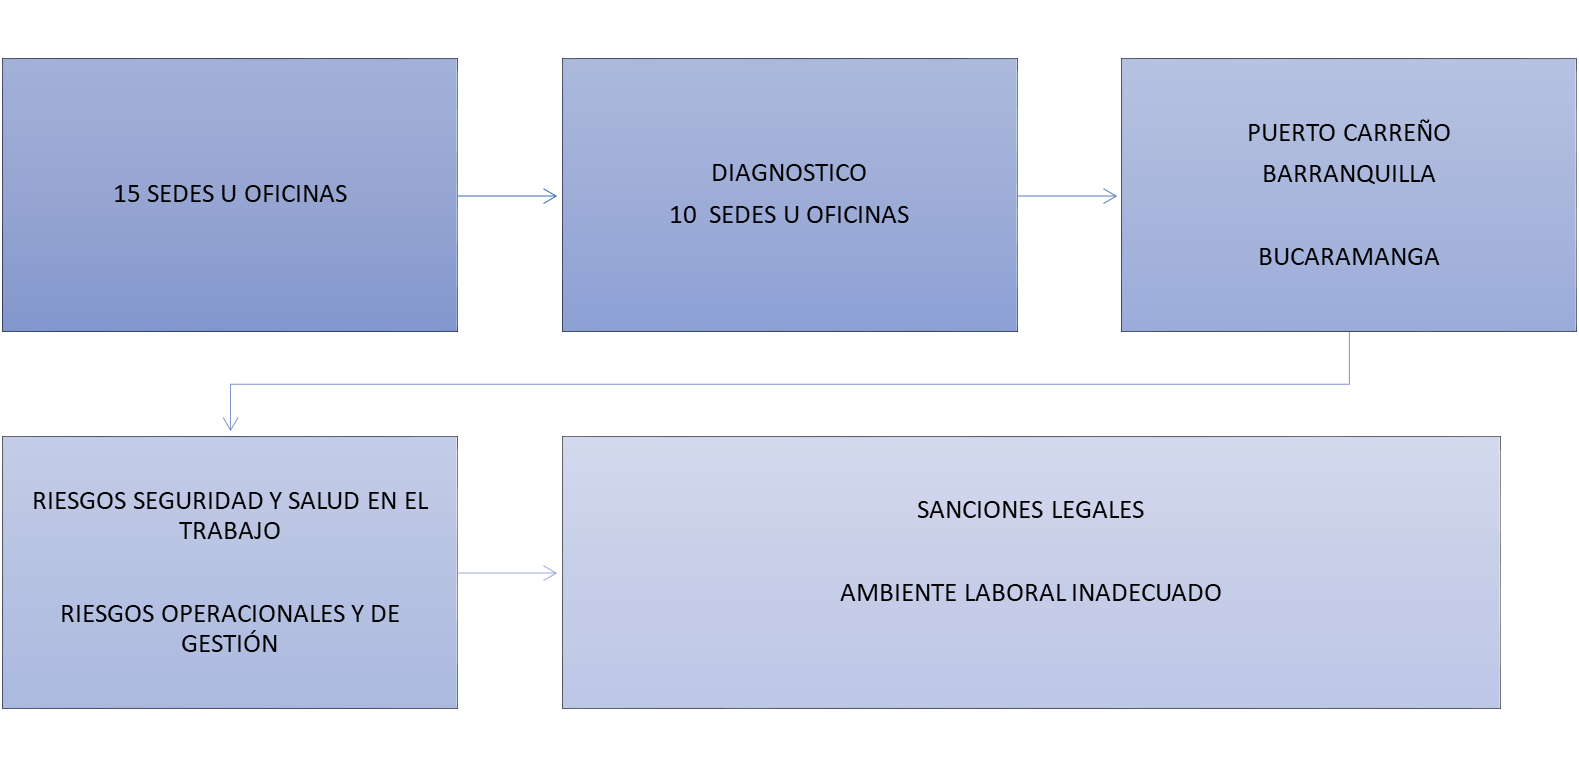 15 SEDES U OFICINAS
DIAGNOSTICO
10  SEDES U OFICINAS
PUERTO CARREÑO
BARRANQUILLA
BUCARAMANGA
RIESGOS SEGURIDAD Y SALUD EN EL
TRABAJO
RIESGOS OPERACIONALES Y DE
GESTIÓN
SANCIONES LEGALES
AMBIENTE LABORAL INADECUADO